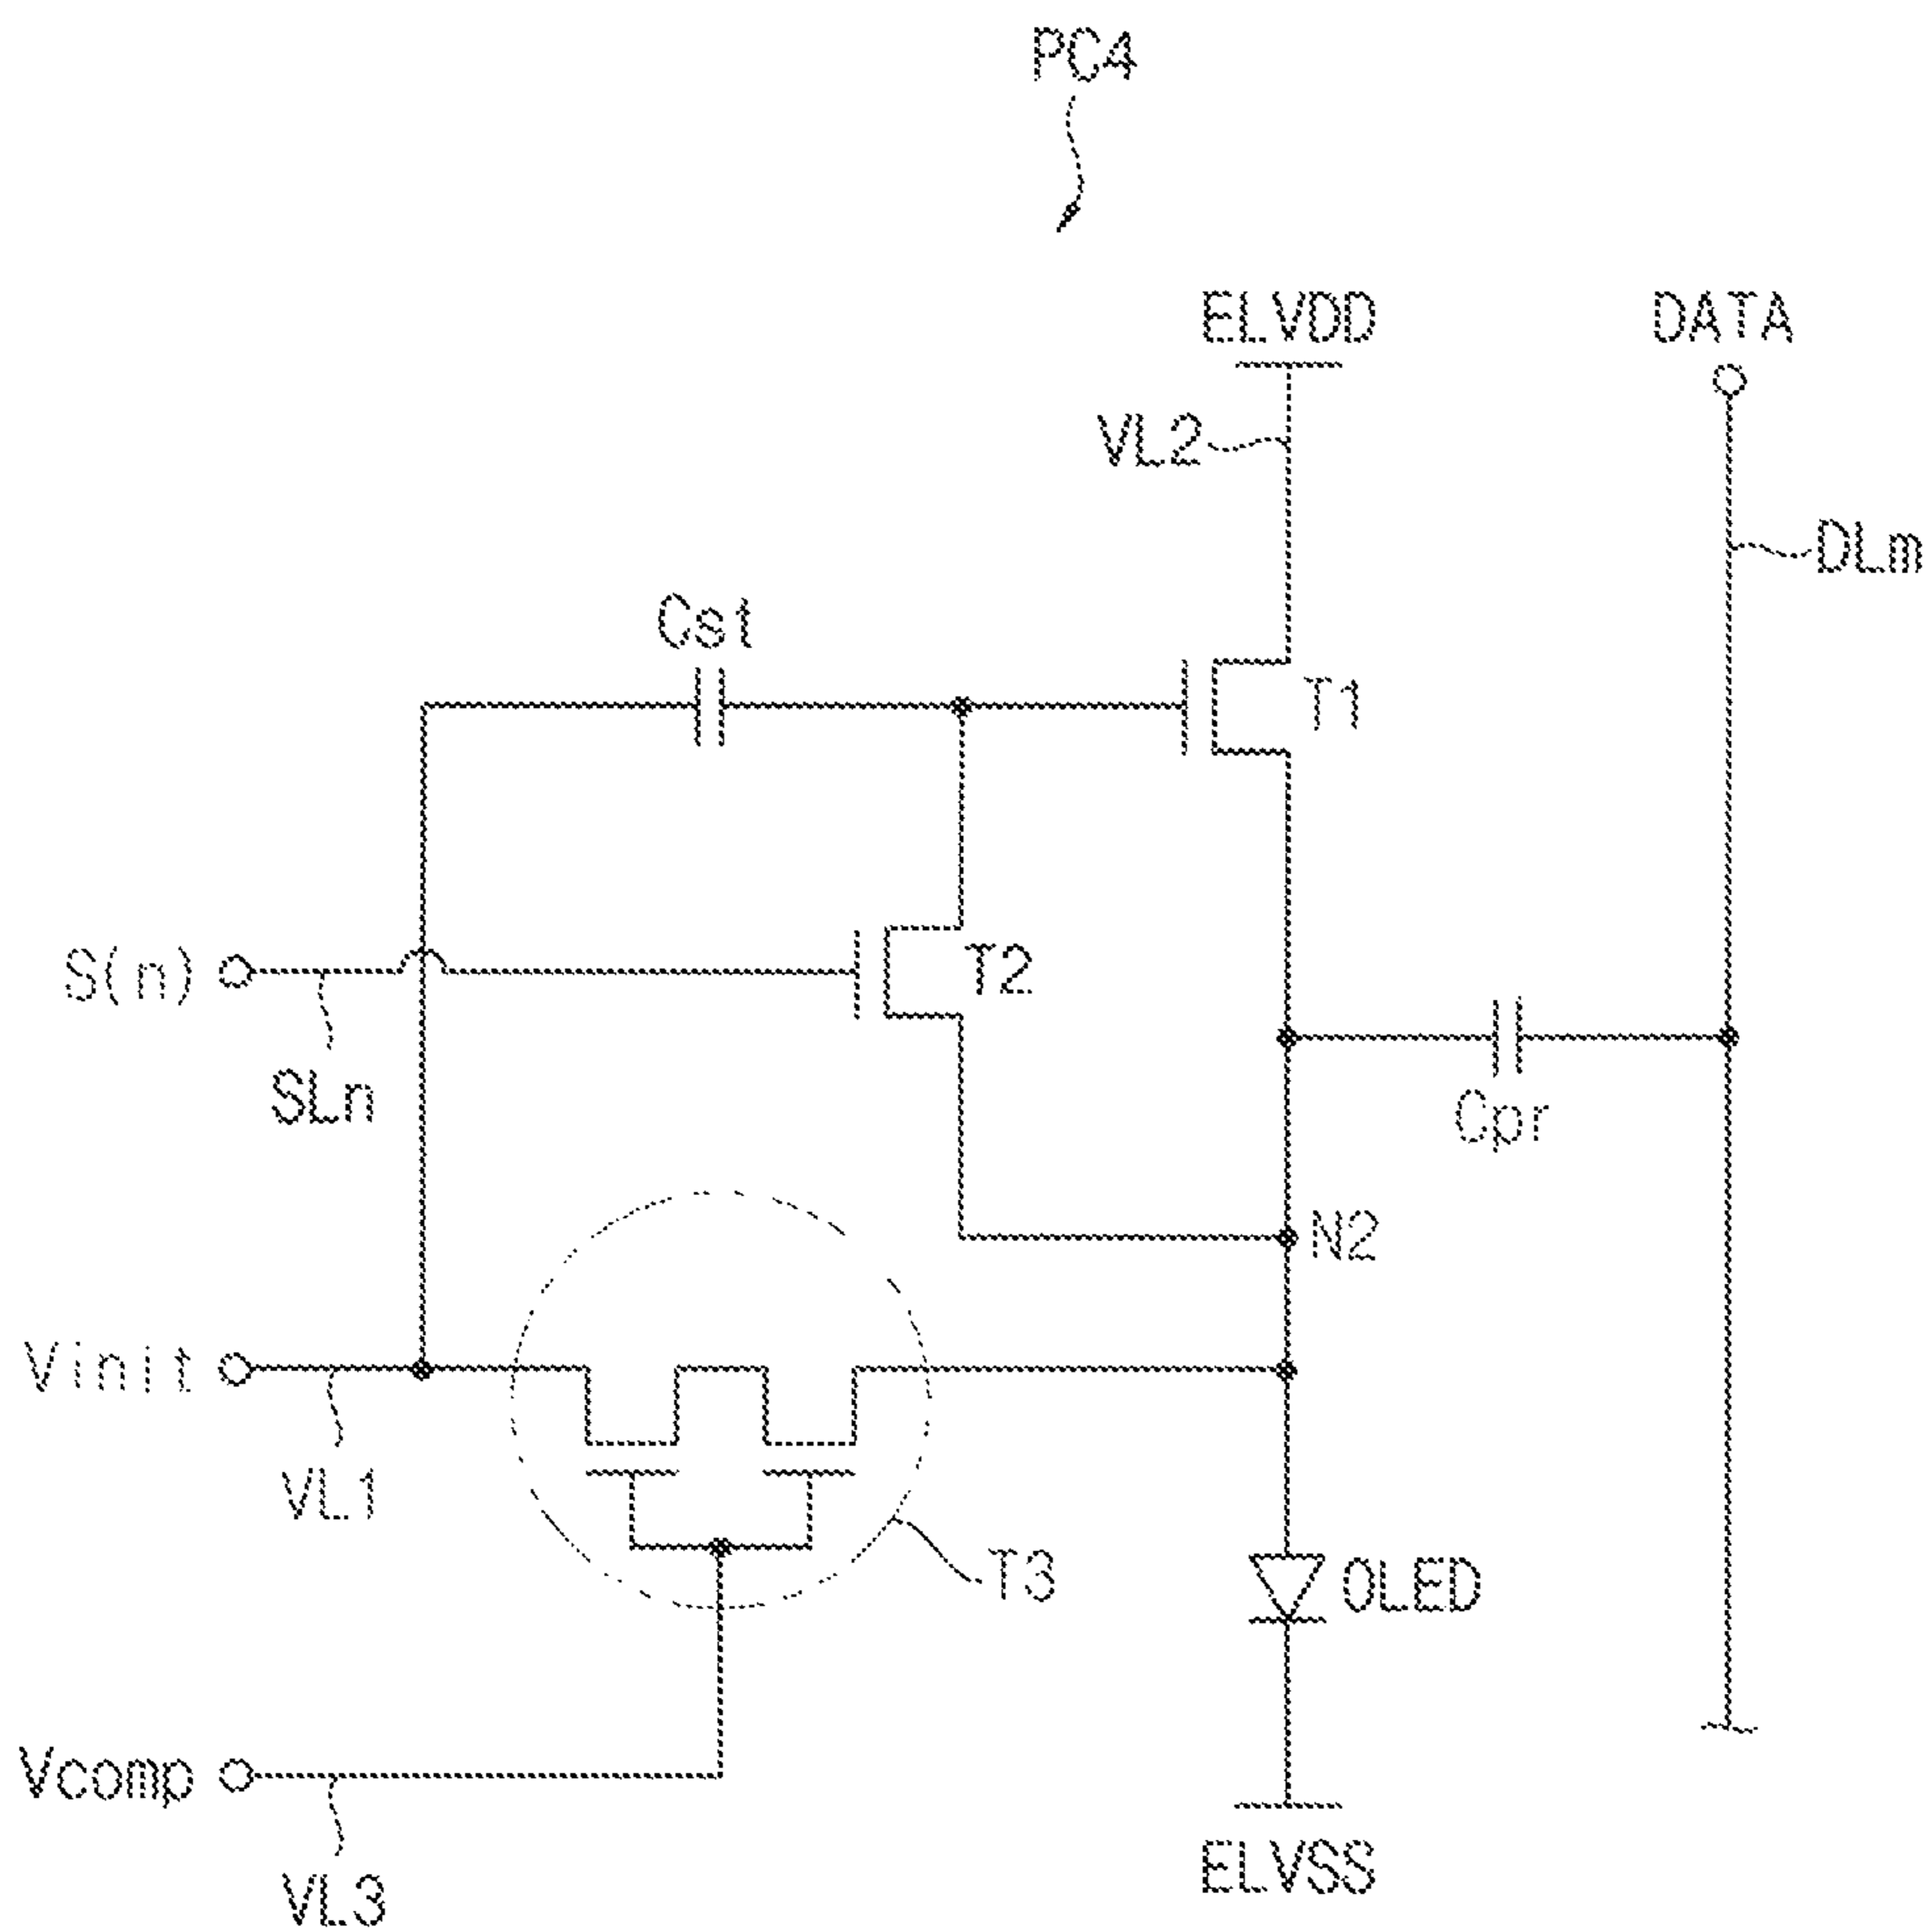 PC4
ELVDD
DATA
VL2
DLm
Cst
T1
S(n)
T2
SLn
Cpr
N2
Vinit
VL1
T3
OLED
Vcomp
ELVSS
VL3